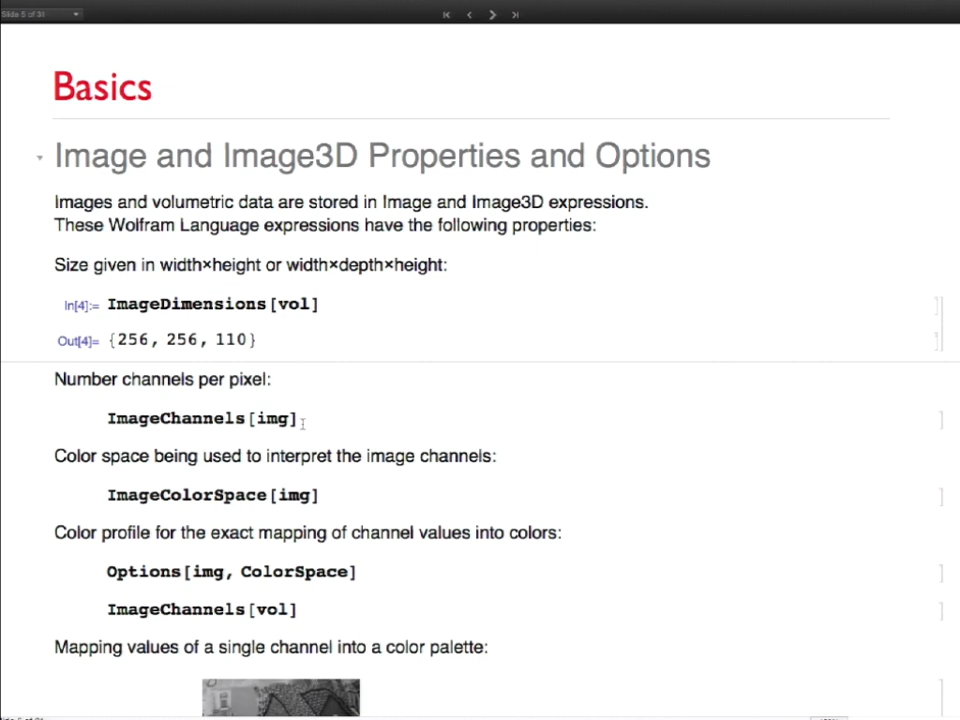 Slide 5 of 31
Basics
Image and Image3D Properties and Options
Images and volumetric data are stored in Image and Image3D expressions.
These Wolfram Language expressions have the following properties:
Size given in width×height or width×depth×height:
In[4]:= ImageDimensions[vol]
Out[4]= {256, 256, 110}
Number channels per pixel:
ImageChannels[img]
Color space being used to interpret the image channels:
ImageColorSpace[img]
Color profile for the exact mapping of channel values into colors:
Options[img, ColorSpace]
ImageChannels[vol]
Mapping values of a single channel into a color palette: